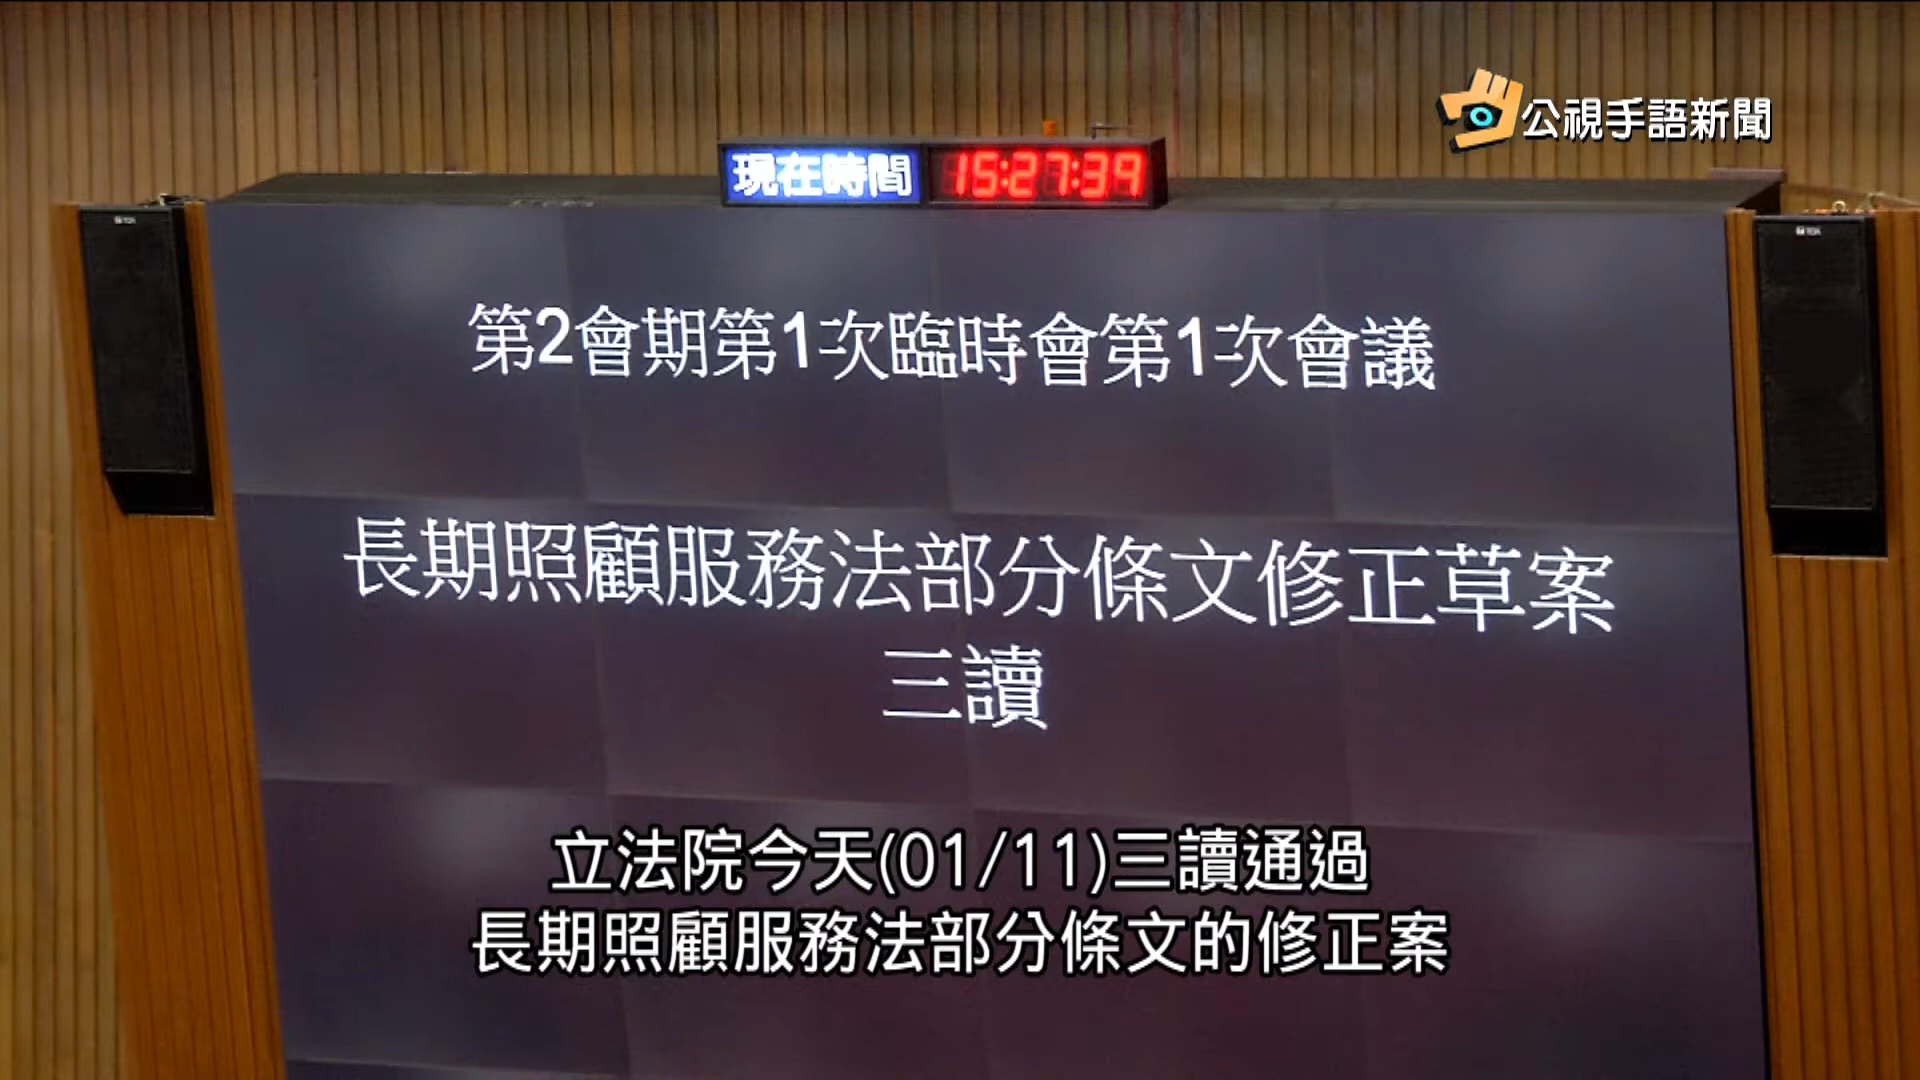 公視手語新聞
現在時間 15:27:39
第2會期第1次臨時會第1次會議
長期照顧服務法部分條文修正草案
三讀
立法院今天(01/11)三讀通過
長期照顧服務法部分條文的修正案